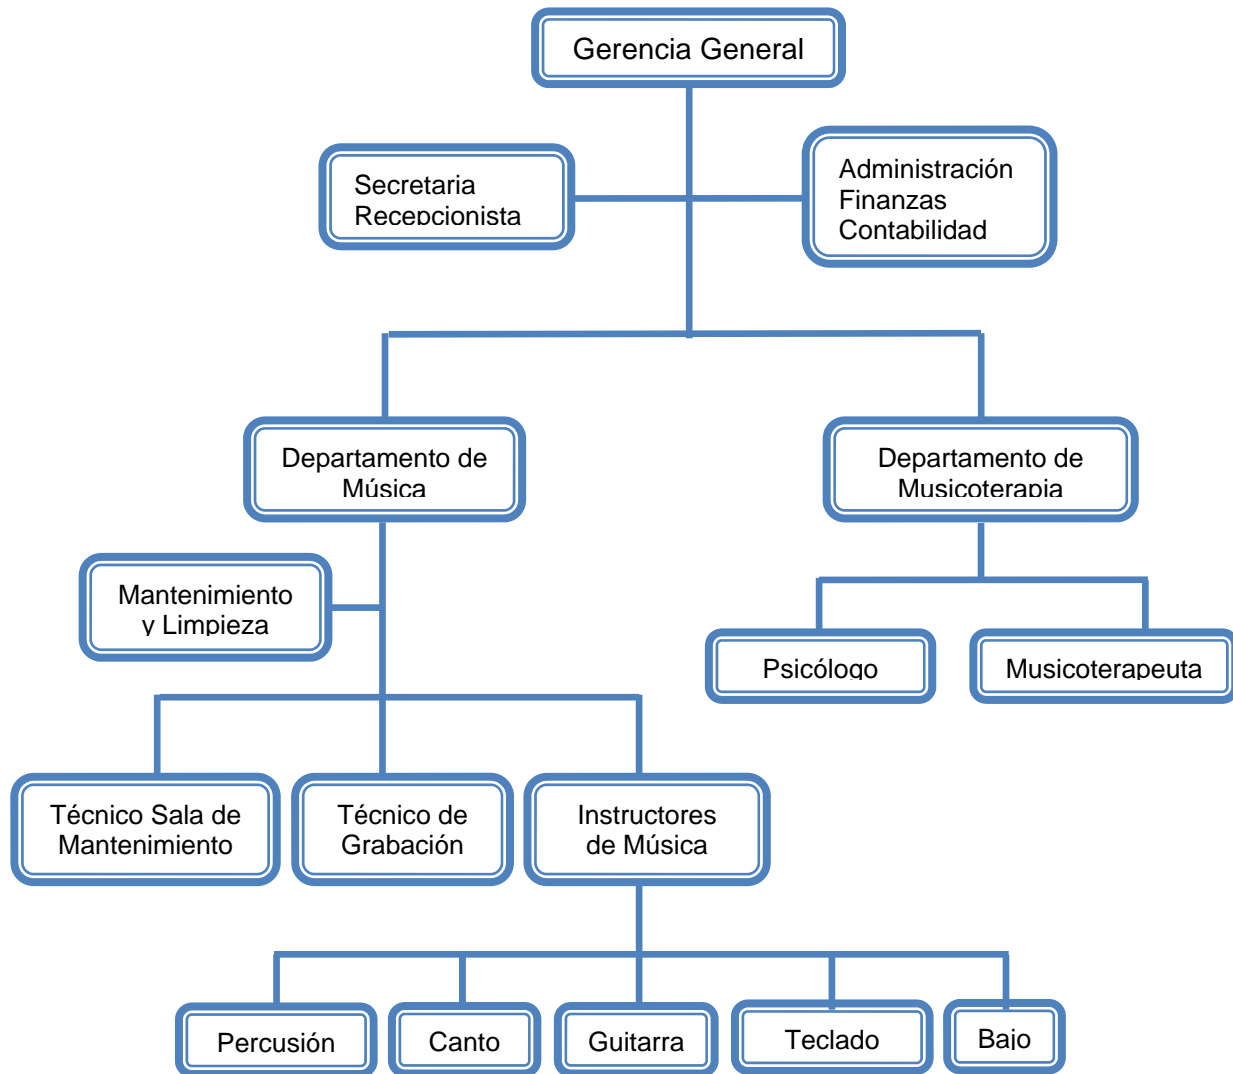 Gerencia General
Secretaria
Recepcionista
Administración
Finanzas
Contabilidad
Departamento de
Música
Departamento de
Musicoterapia
Mantenimiento
y Limpieza
Psicólogo
Musicoterapeuta
Técnico Sala de
Mantenimiento
Técnico de
Grabación
Instructores
de Música
Percusión
Canto
Guitarra
Teclado
Bajo